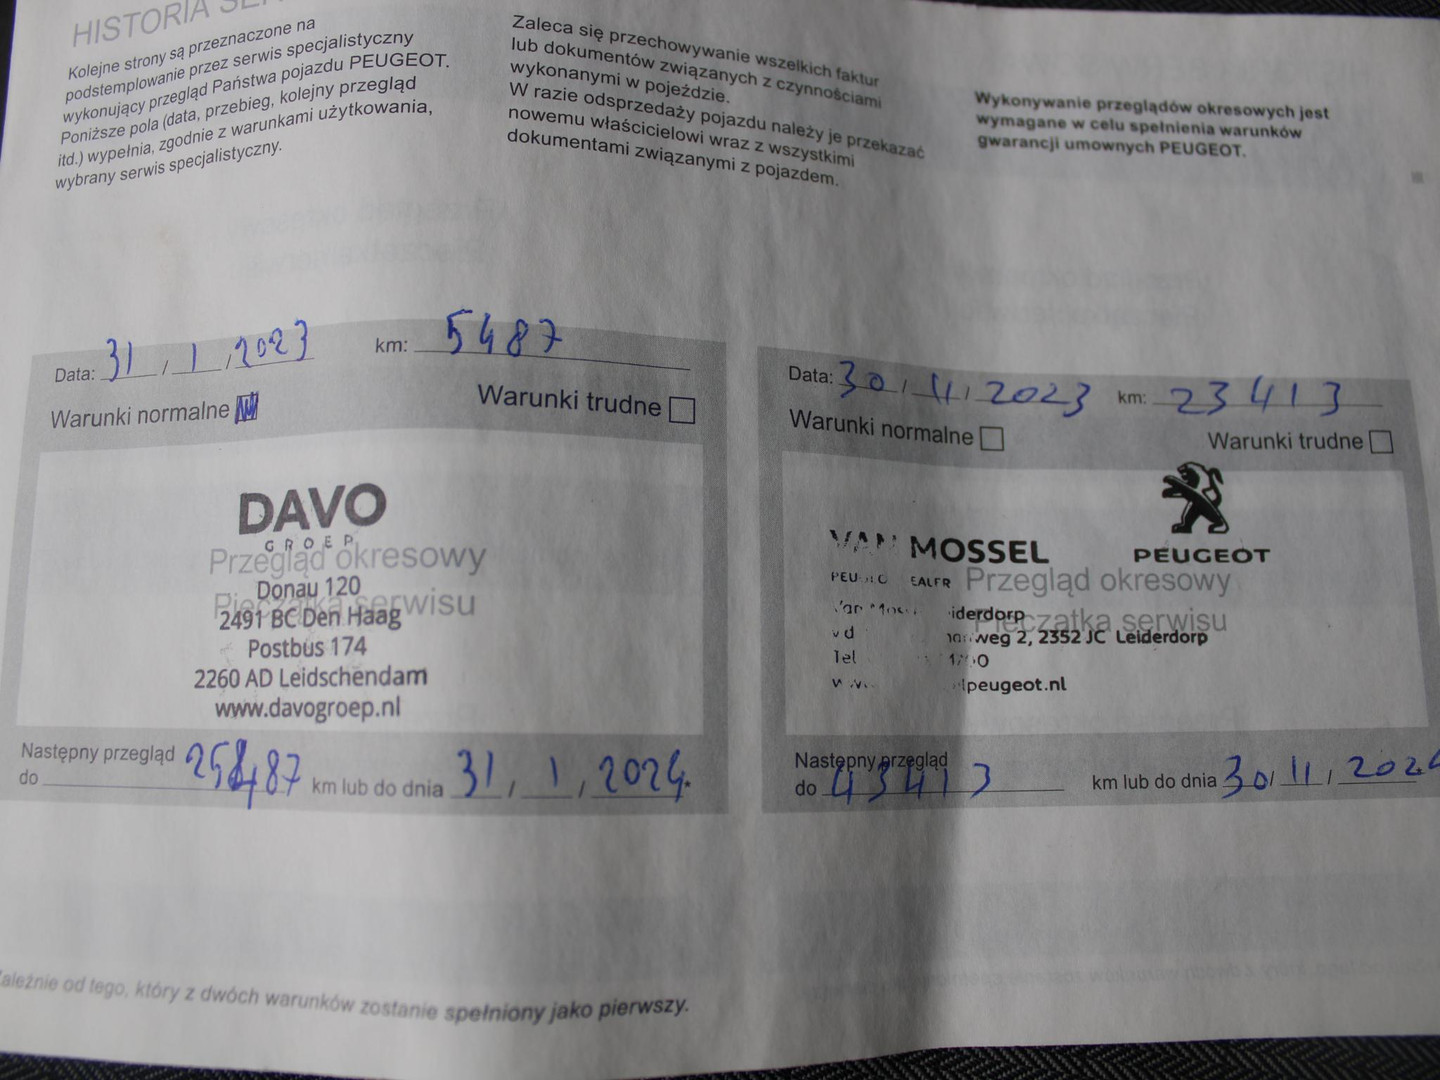 HISTORIA
Kolejne strony są przeznaczone na
podstemplowanie przez serwis specjalistyczny
wykonujący przegląd Państwa pojazdu PEUGEOT.
Poniższe pola (data, przebieg, kolejny przegląd
itd.) wypełnia, zgodnie z warunkami użytkowania,
wybrany serwis specjalistyczny.
Zaleca się przechowywanie wszelkich faktur
lub dokumentów związanych z czynnościami
wykonanymi w pojeździe.
W razie odsprzedaży pojazdu należy je przekazać
nowemu właścicielowi wraz z wszystkimi
dokumentami związanymi z pojazdem.
Wykonywanie przeglądów okresowych jest
wymagane w celu spełnienia warunków
gwarancji umownych PEUGEOT.
Data: 31 / 1 / 2023 km: 5487
Warunki normalne Warunki trudne
DAVO
GROEP
Przegląd okresowy
Donau 120
Pieczątka serwisu
2491 BC Den Haag
Postbus 174
2260 AD Leidschendam
www.davogroep.nl
Następny przegląd
do 25487 km lub do dnia 31 / 1 / 2024.
Data: 30 / 11 / 2023 km: 23413
Warunki normalne Warunki trudne
VAN MOSSEL
PEUGEOT
Przegląd okresowy
Pieczątka serwisu
weg 2, 2352 JC Leiderdorp
peugeot.nl
Następny przegląd
do 43413 km lub do dnia 30 / 11 /
zależnie od tego, który z dwóch warunków zostanie spełniony jako pierwszy.